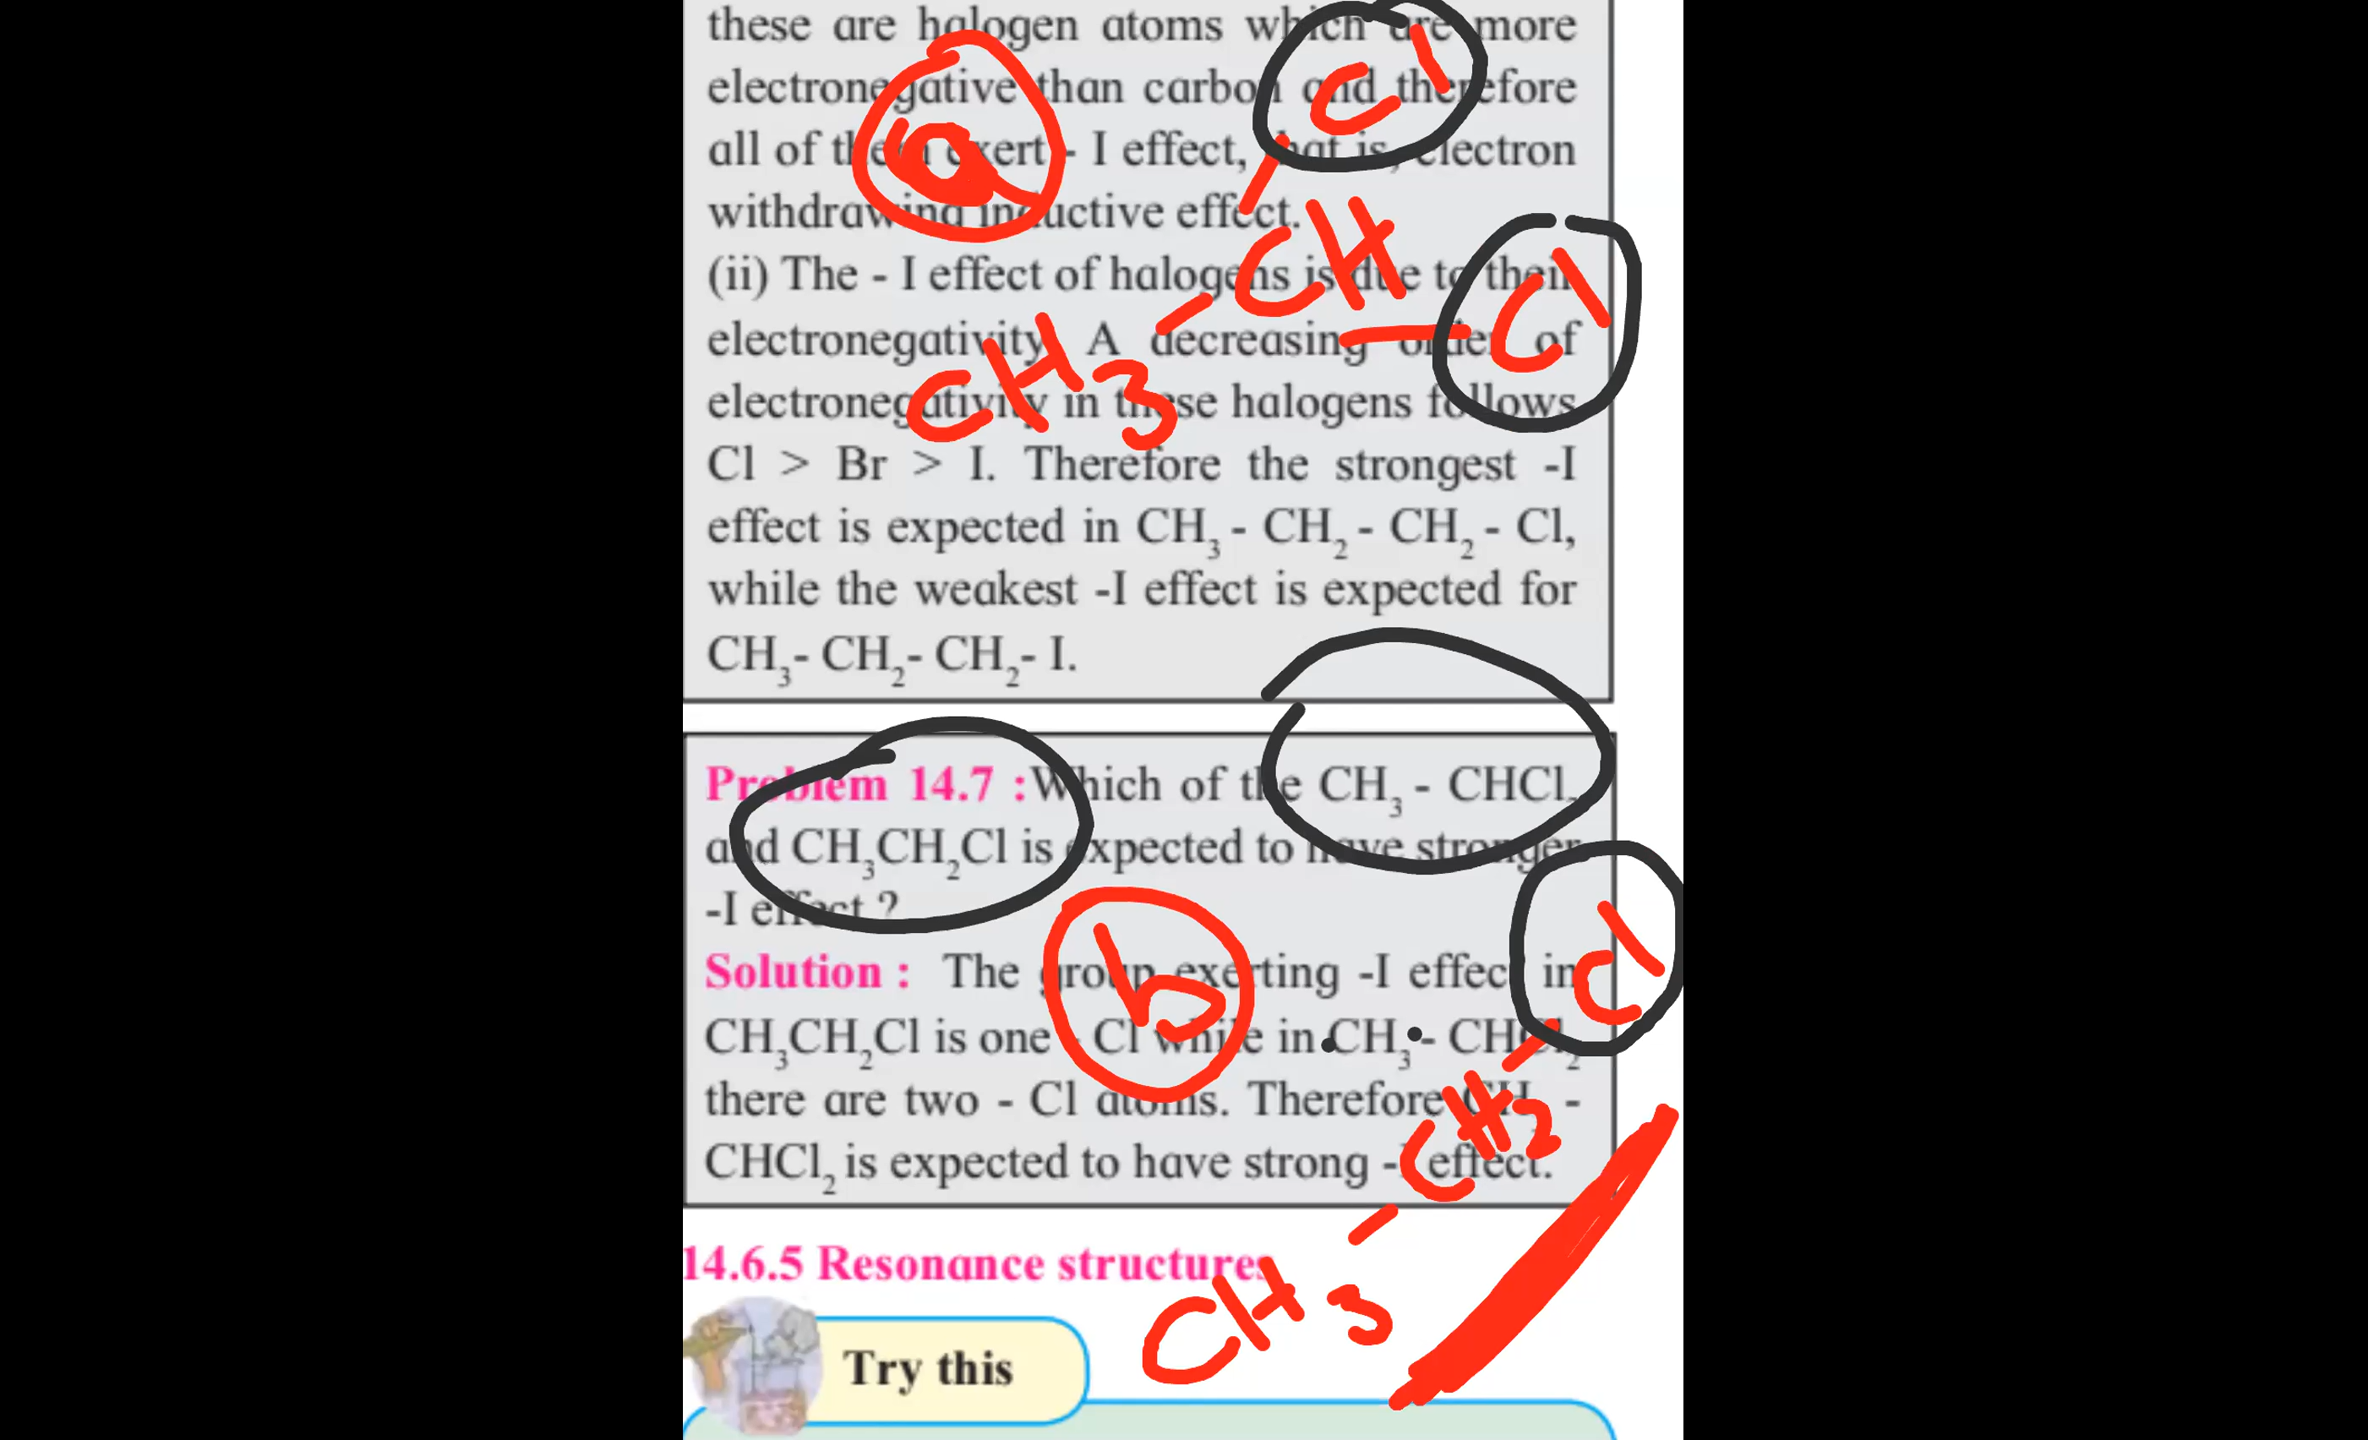 these are halogen atoms which are more
electronegative than carbon and therefore
all of them exert - I effect, that is, electron
withdrawing inductive effect.
(ii) The - I effect of halogens is due to their
electronegativity. A decreasing order of
electronegativity in these halogens follows
Cl > Br > I. Therefore the strongest -I
effect is expected in CH₃ - CH₂ - CH₂ - Cl,
while the weakest -I effect is expected for
CH₃- CH₂- CH₂- I.
a
Cl
CH₃ - CH - Cl
Problem 14.7 : Which of the CH₃ - CHCl₂
and CH₃CH₂Cl is expected to have stronger
-I effect ?
Solution : The group exerting -I effect in
CH₃CH₂Cl is one - Cl while in CH₃ - CHCl₂
there are two - Cl atoms. Therefore CH₃ -
CHCl₂ is expected to have strong -I effect.
b
CH₃ - CH₂ - Cl
14.6.5 Resonance structures
Try this